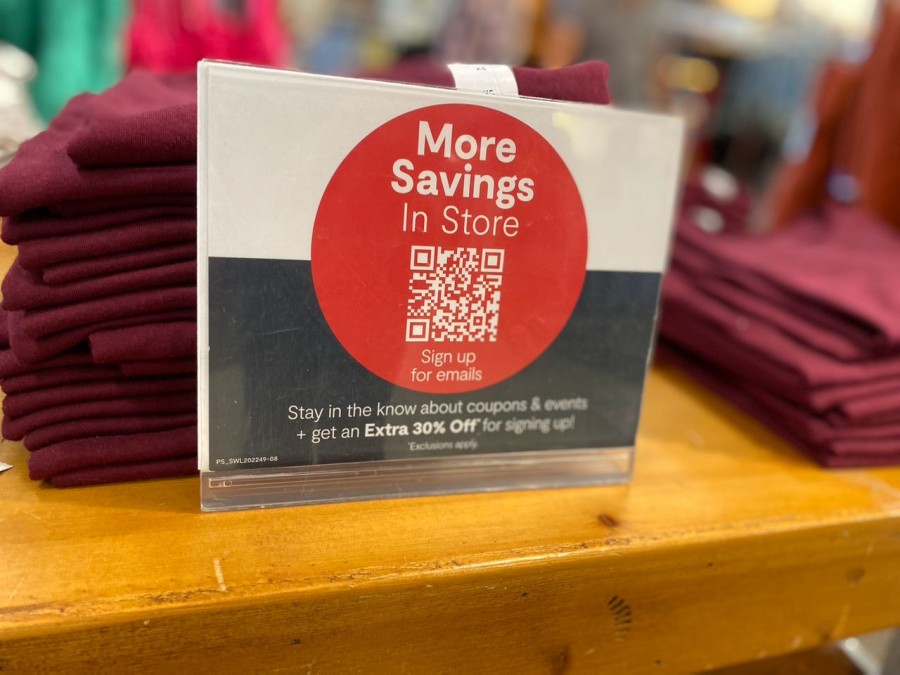 XS
More
Savings
In Store
Sign up
for emails
Stay in the know about coupons & events
+ get an Extra 30% Off* for signing up!
*Exclusions apply.
PS_SWL202249-08